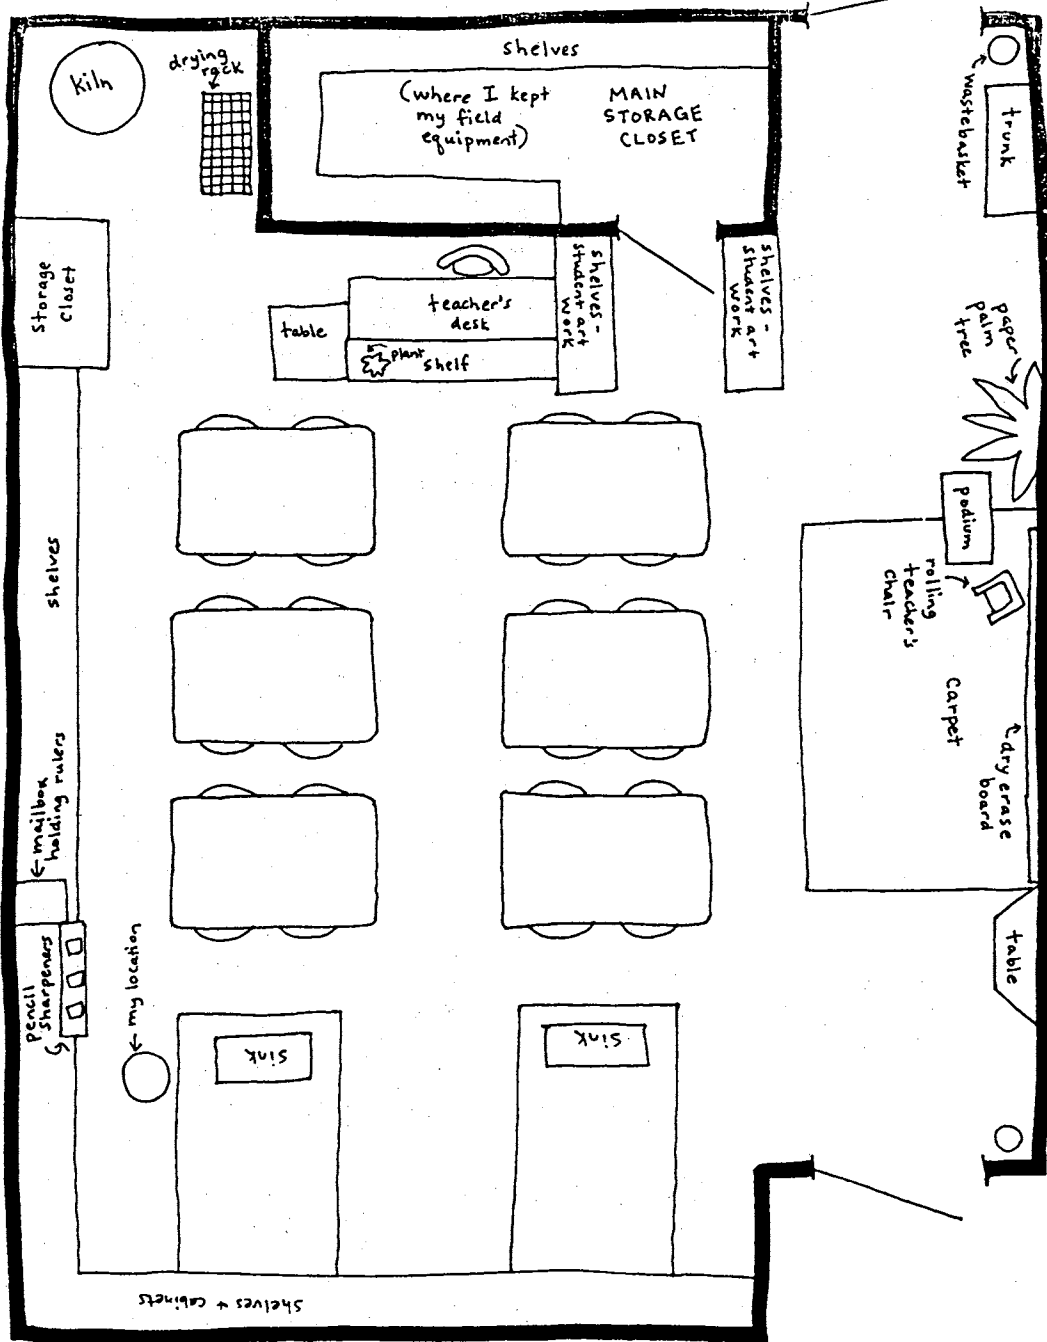 Kiln
drying
rack
shelves
(where I kept
my field
equipment)
MAIN
STORAGE
CLOSET
wastebasket
trunk
Storage
Closet
table
teacher's
desk
plant
shelf
shelves -
student art
work
shelves -
student art
work
paper
palm
tree
podium
rolling
teacher's
chair
carpet
dry erase
board
shelves
mailbox
holding rulers
pencil
sharpeners
my location
table
Sink
Sink
Shelves + cabinets